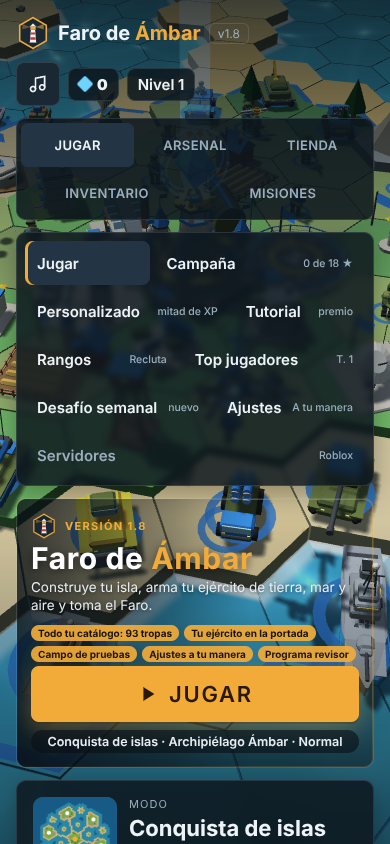 Faro de Ámbar v1.8
0 Nivel 1
JUGAR ARSENAL TIENDA
INVENTARIO MISIONES
Jugar Campaña 0 de 18 ★
Personalizado mitad de XP Tutorial premio
Rangos Recluta Top jugadores T. 1
Desafío semanal nuevo Ajustes A tu manera
Servidores Roblox
VERSIÓN 1.8
Faro de Ámbar
Construye tu isla, arma tu ejército de tierra, mar y
aire y toma el Faro.
Todo tu catálogo: 93 tropas Tu ejército en la portada
Campo de pruebas Ajustes a tu manera Programa revisor
JUGAR
Conquista de islas · Archipiélago Ámbar · Normal
MODO
Conquista de islas